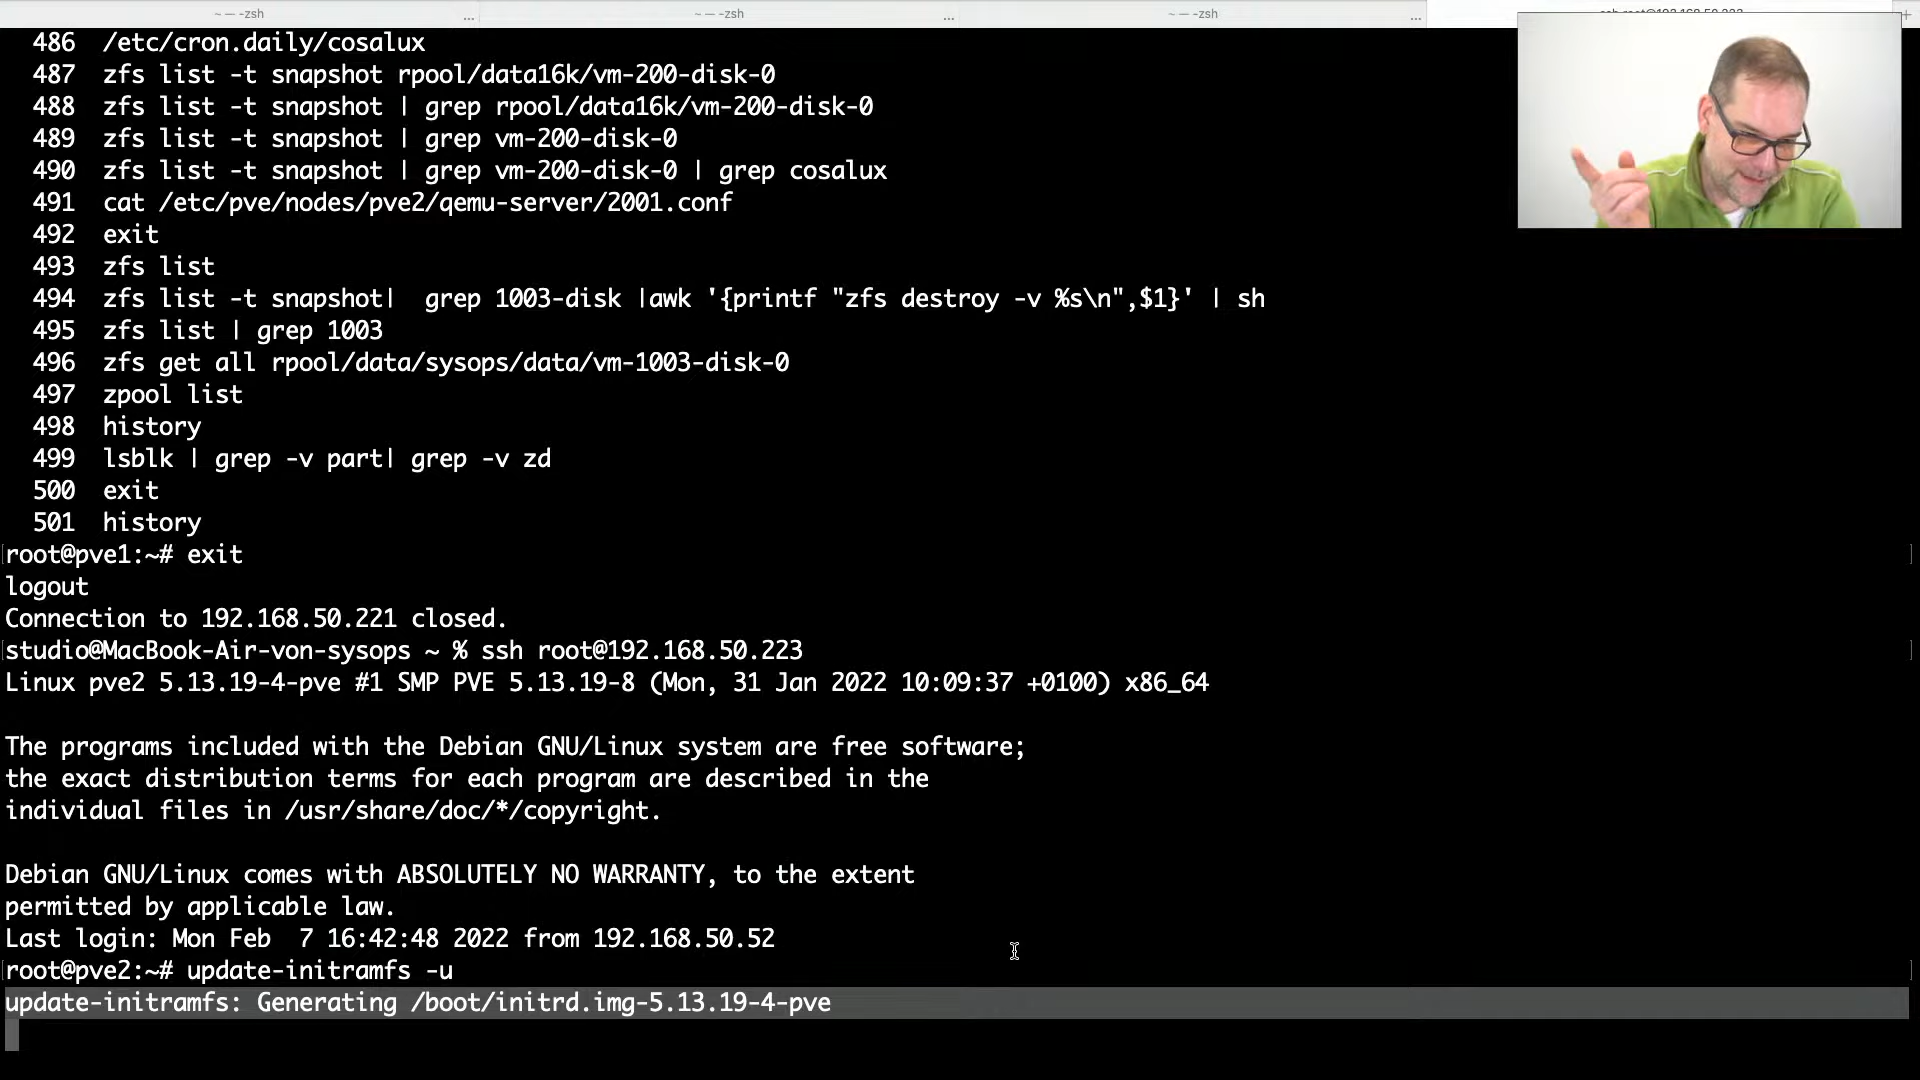 ~ — -zsh ... ~ — -zsh ... ~ — -zsh ... ssh root@192.168.50.223 +
486 /etc/cron.daily/cosalux
487 zfs list -t snapshot rpool/data16k/vm-200-disk-0
488 zfs list -t snapshot | grep rpool/data16k/vm-200-disk-0
489 zfs list -t snapshot | grep vm-200-disk-0
490 zfs list -t snapshot | grep vm-200-disk-0 | grep cosalux
491 cat /etc/pve/nodes/pve2/qemu-server/2001.conf
492 exit
493 zfs list
494 zfs list -t snapshot|  grep 1003-disk |awk '{printf "zfs destroy -v %s\n",$1}' | sh
495 zfs list | grep 1003
496 zfs get all rpool/data/sysops/data/vm-1003-disk-0
497 zpool list
498 history
499 lsblk | grep -v part| grep -v zd
500 exit
501 history
root@pve1:~# exit
logout
Connection to 192.168.50.221 closed.
studio@MacBook-Air-von-sysops ~ % ssh root@192.168.50.223
Linux pve2 5.13.19-4-pve #1 SMP PVE 5.13.19-8 (Mon, 31 Jan 2022 10:09:37 +0100) x86_64
The programs included with the Debian GNU/Linux system are free software;
the exact distribution terms for each program are described in the
individual files in /usr/share/doc/*/copyright.
Debian GNU/Linux comes with ABSOLUTELY NO WARRANTY, to the extent
permitted by applicable law.
Last login: Mon Feb  7 16:42:48 2022 from 192.168.50.52
root@pve2:~# update-initramfs -u
update-initramfs: Generating /boot/initrd.img-5.13.19-4-pve